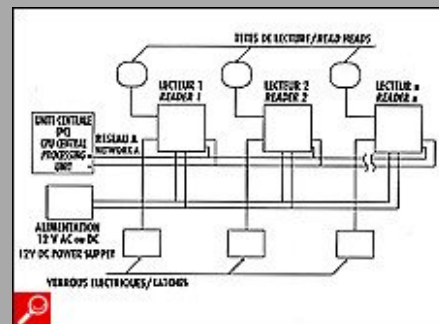 TETES DE LECTURE/READ HEADS
LECTEUR 1
READER 1
LECTEUR 2
READER 2
LECTEUR n
READER n
UNITE CENTRALE
(PC)
CPU CENTRAL
PROCESSING
UNIT
RESEAU A
NETWORK A
ALIMENTATION
12 V AC ou DC
12V DC POWER SUPPLY
VERROUS ELECTRIQUES/LATCHES